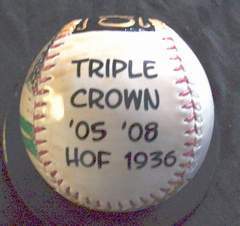 TRIPLE
CROWN
'05 '08
HOF 1936